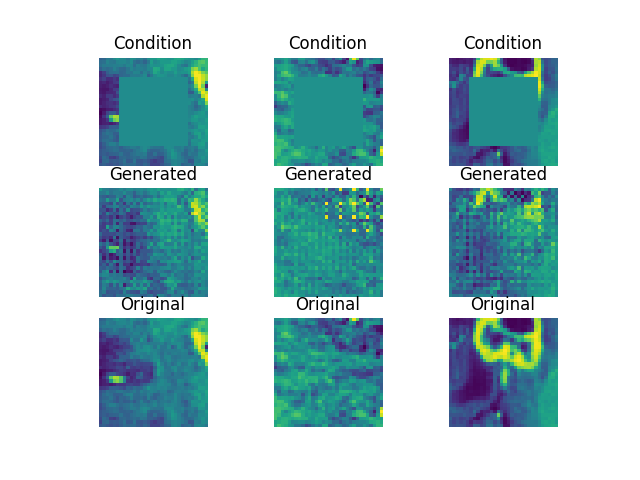 Condition Condition Condition
Generated Generated Generated
Original Original Original